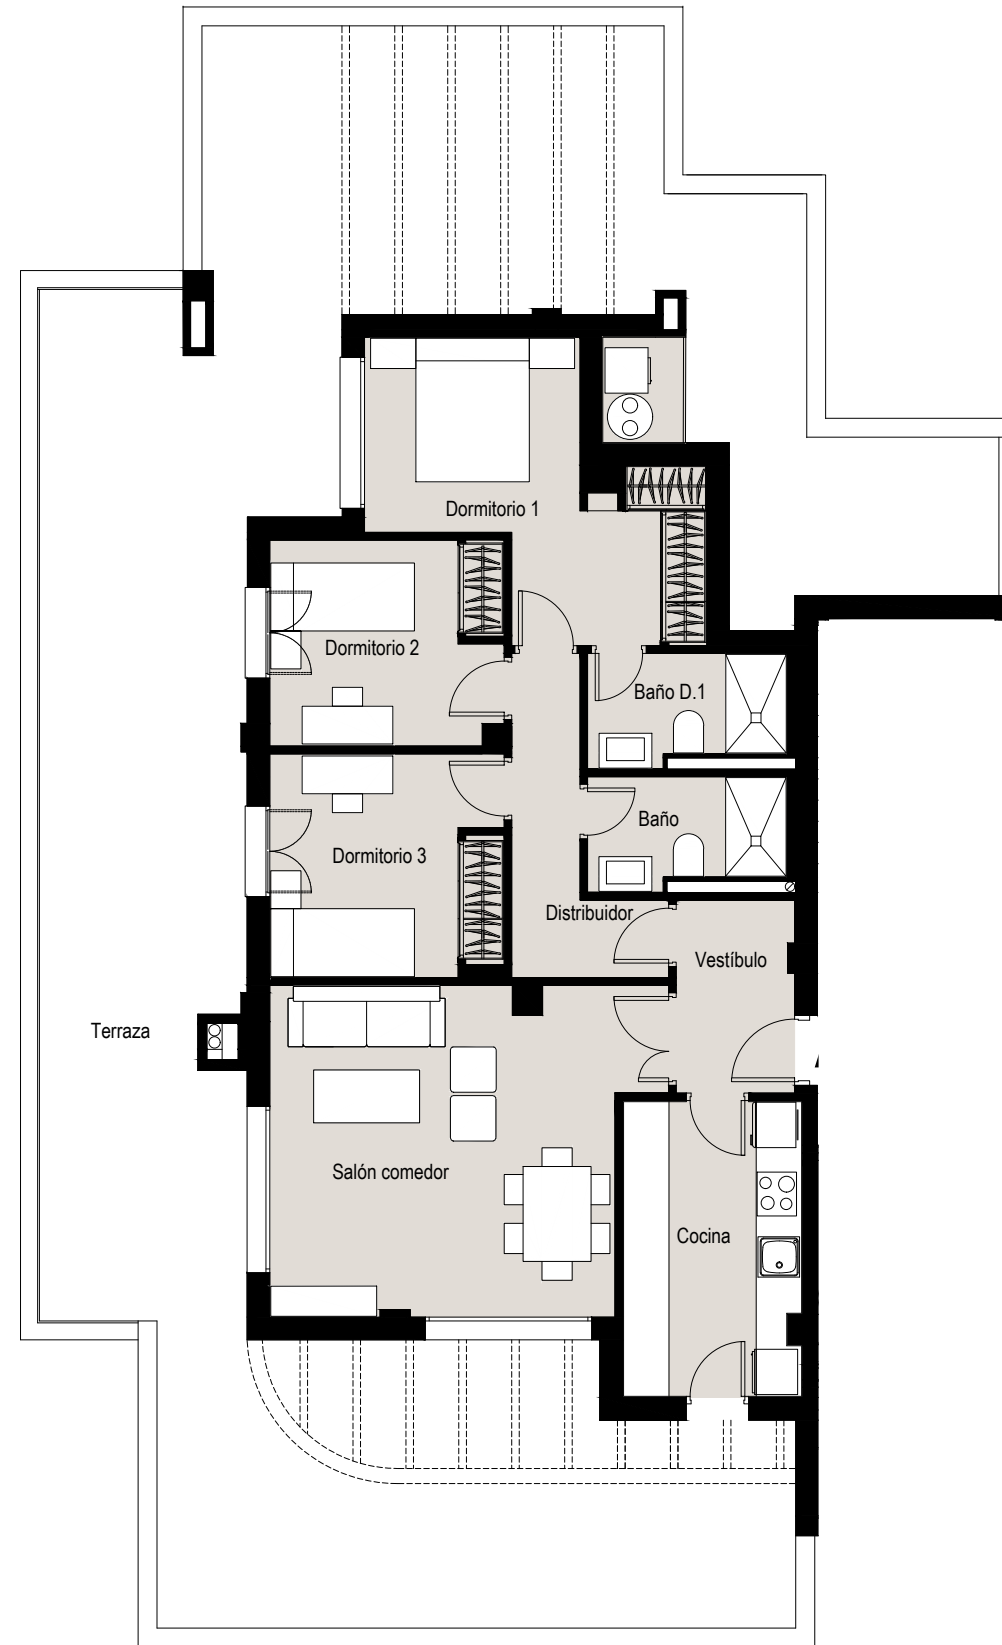 Dormitorio 1
Dormitorio 2
Baño D.1
Baño
Dormitorio 3
Distribuidor
Vestíbulo
Terraza
Salón comedor
Cocina